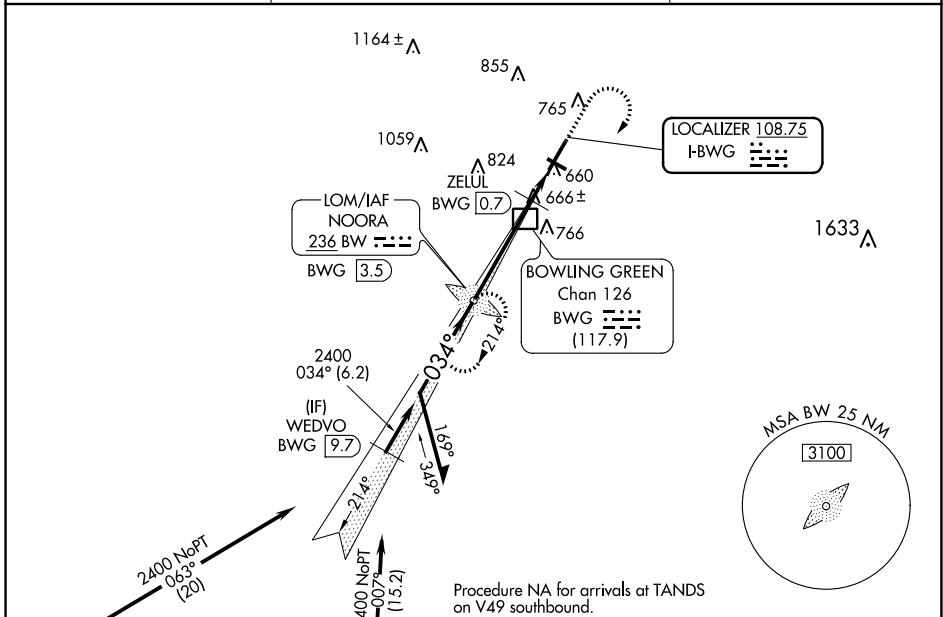 1164 ±
855
765
1059
824
LOCALIZER 108.75
I-BWG
660
ZELUL
BWG 0.7
666 ±
766
1633
LOM/IAF
NOORA
236 BW
BWG 3.5
BOWLING GREEN
Chan 126
BWG
(117.9)
214°
034°
2400
034° (6.2)
(IF)
WEDVO
BWG 9.7
169°
349°
214°
MSA BW 25 NM
3100
2400 NoPT
063°
(20)
400 NoPT
007°
(15.2)
Procedure NA for arrivals at TANDS
on V49 southbound.